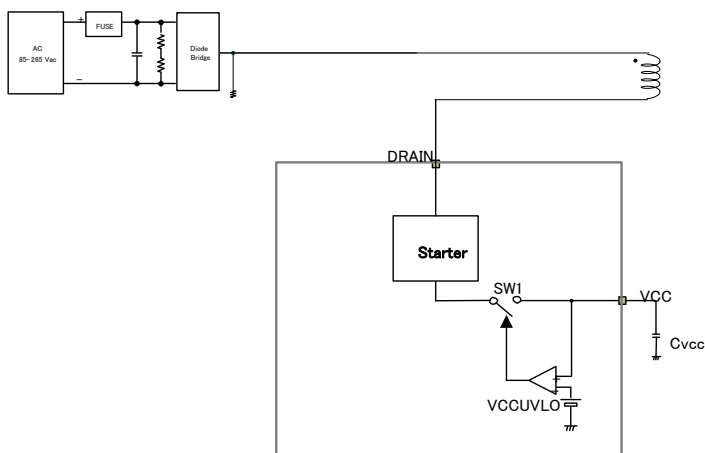 +
FUSE
AC
85-265 Vac
Diode
Bridge
−
DRAIN
Starter
SW1
VCC
Cvcc
+
VCCUVLO